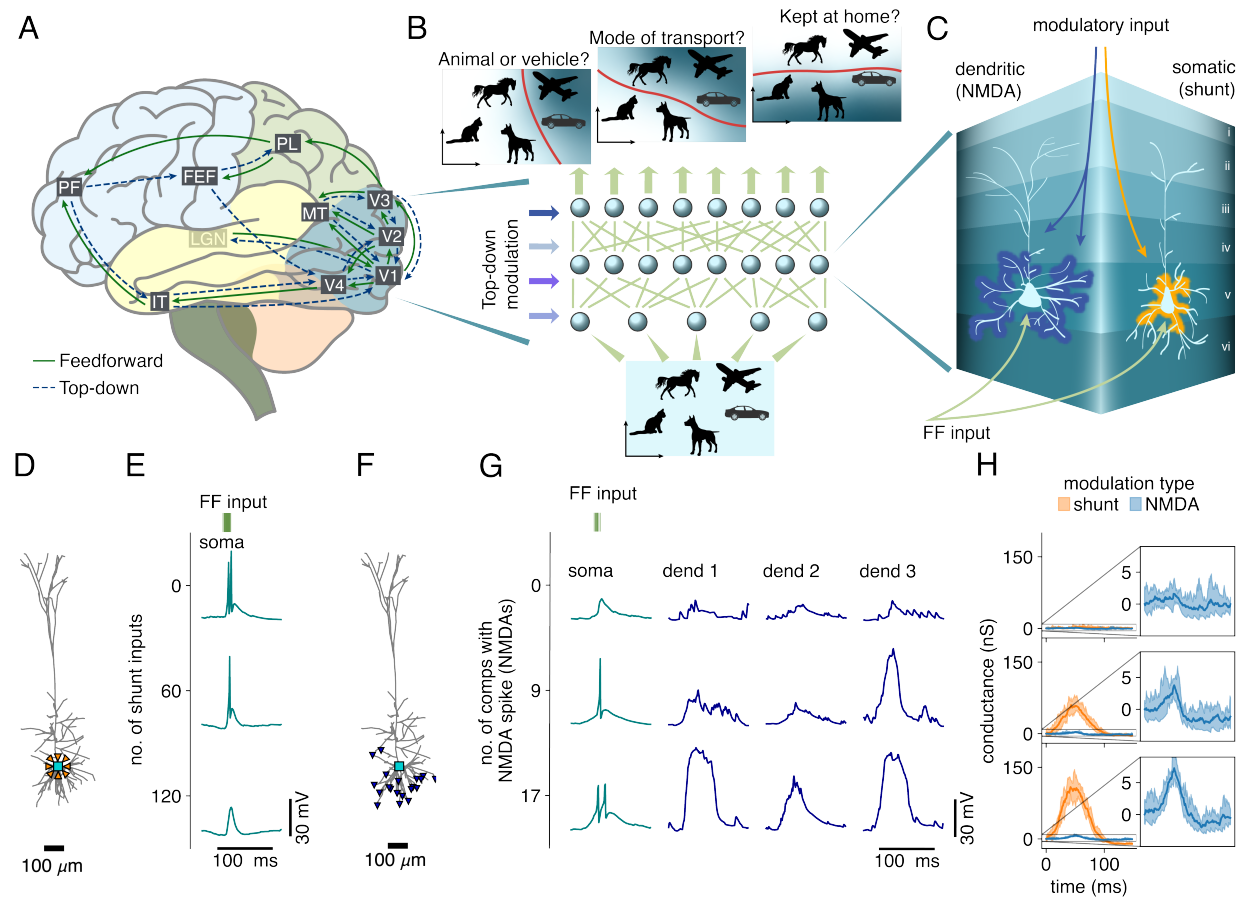 A
PL
PF
FEF
V3
MT
LGN
V2
V1
V4
IT
Feedforward
Top-down
B
Animal or vehicle?
Mode of transport?
Kept at home?
Top-down
modulation
C
modulatory input
dendritic
(NMDA)
somatic
(shunt)
i
ii
iii
iv
v
vi
FF input
D
100 μm
E
FF input
soma
no. of shunt inputs
0
60
120
30 mV
100 ms
F
100 μm
G
FF input
soma
dend 1
dend 2
dend 3
no. of comps with
NMDA spike (NMDAs)
0
9
17
30 mV
100 ms
H
modulation type
shunt
NMDA
conductance (nS)
150
0
5
0
150
0
5
0
150
0
5
0
0
100
time (ms)